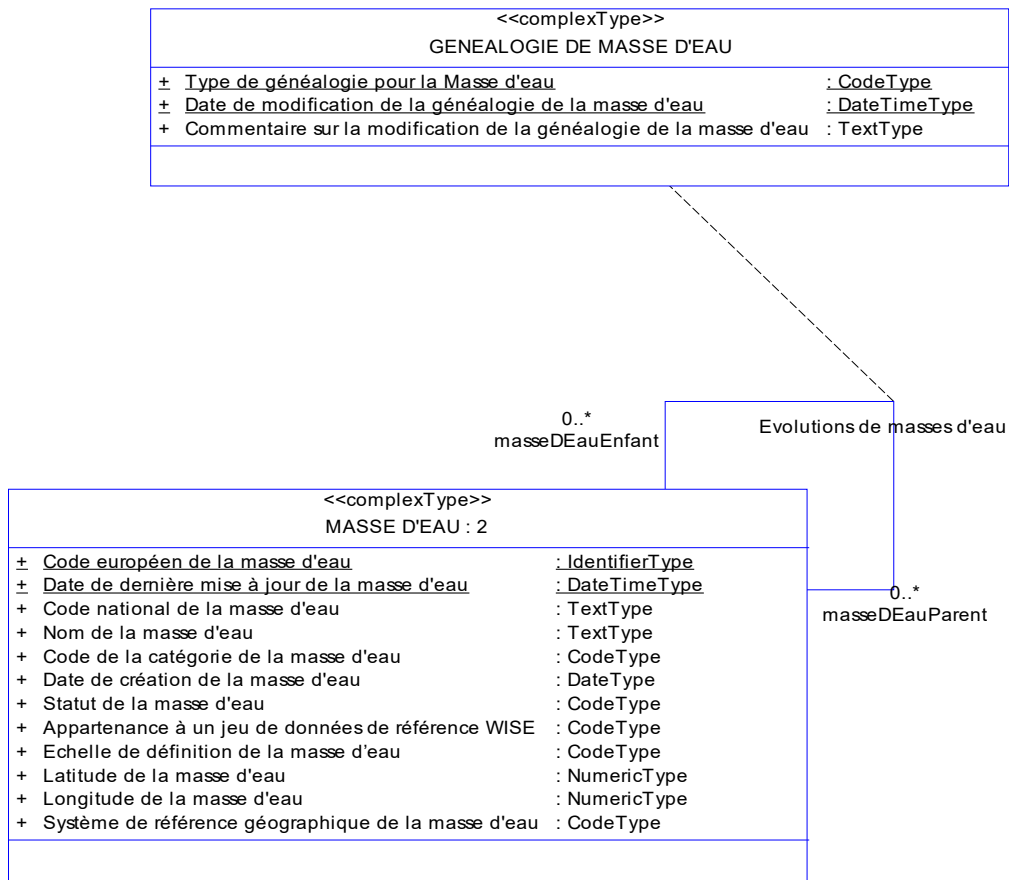 <<complexType>>
GENEALOGIE DE MASSE D'EAU
+ Type de généalogie pour la Masse d'eau : CodeType
+ Date de modification de la généalogie de la masse d'eau : DateTimeType
+ Commentaire sur la modification de la généalogie de la masse d'eau : TextType
0..*
masseDEauEnfant
Evolutions de masses d'eau
<<complexType>>
MASSE D'EAU : 2
+ Code européen de la masse d'eau : IdentifierType
+ Date de dernière mise à jour de la masse d'eau : DateTimeType
+ Code national de la masse d'eau : TextType
+ Nom de la masse d'eau : TextType
+ Code de la catégorie de la masse d'eau : CodeType
+ Date de création de la masse d'eau : DateType
+ Statut de la masse d'eau : CodeType
+ Appartenance à un jeu de données de référence WISE : CodeType
+ Echelle de définition de la masse d’eau : CodeType
+ Latitude de la masse d'eau : NumericType
+ Longitude de la masse d'eau : NumericType
+ Système de référence géographique de la masse d'eau : CodeType
0..*
masseDEauParent